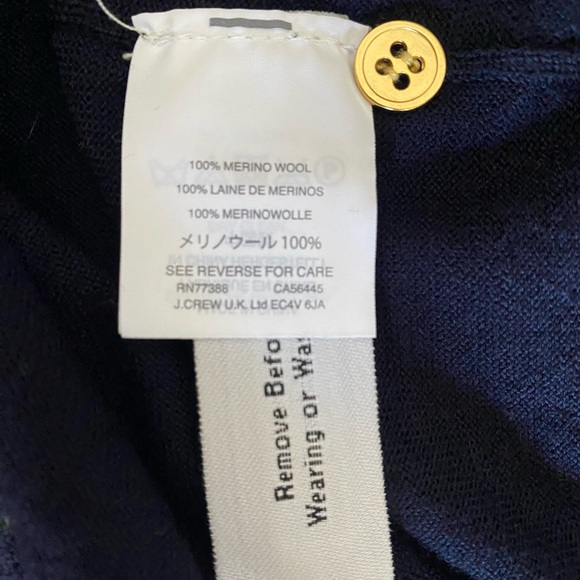 100% MERINO WOOL
100% LAINE DE MERINOS
100% MERINOWOLLE
メリノウール 100%
SEE REVERSE FOR CARE
RN77388 CA56445
J.CREW U.K. Ltd EC4V 6JA
Remove Befo
Wearing or Was